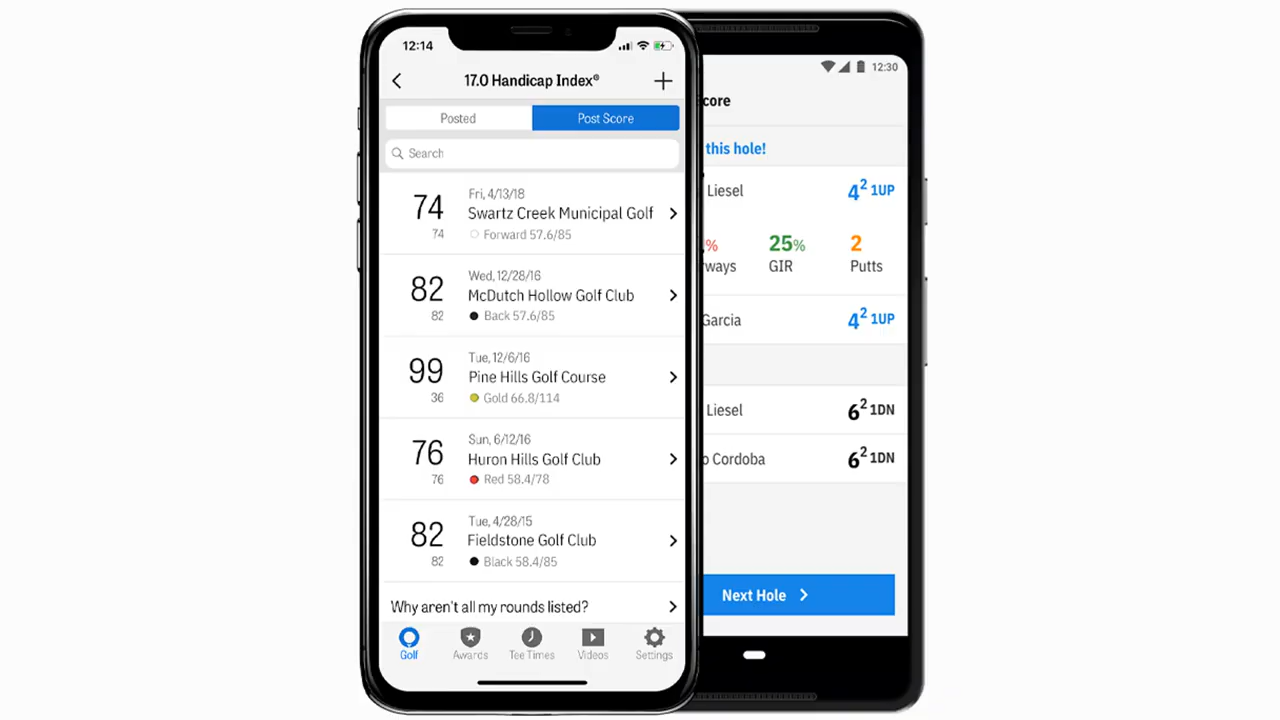 12:14
17.0 Handicap Index®
Posted
Post Score
Search
74
74
Fri, 4/13/18
Swartz Creek Municipal Golf
Forward 57.6/85
82
82
Wed, 12/28/16
McDutch Hollow Golf Club
Back 57.6/85
99
36
Tue, 12/6/16
Pine Hills Golf Course
Gold 66.8/114
76
76
Sun, 6/12/16
Huron Hills Golf Club
Red 58.4/78
82
82
Tue, 4/28/15
Fieldstone Golf Club
Black 58.4/85
Why aren't all my rounds listed?
Golf
Awards
Tee Times
Videos
Settings
12:30
core
this hole!
Liesel
4² 1UP
%
25%
2
ways
GIR
Putts
Garcia
4² 1UP
Liesel
6² 1DN
o Cordoba
6² 1DN
Next Hole